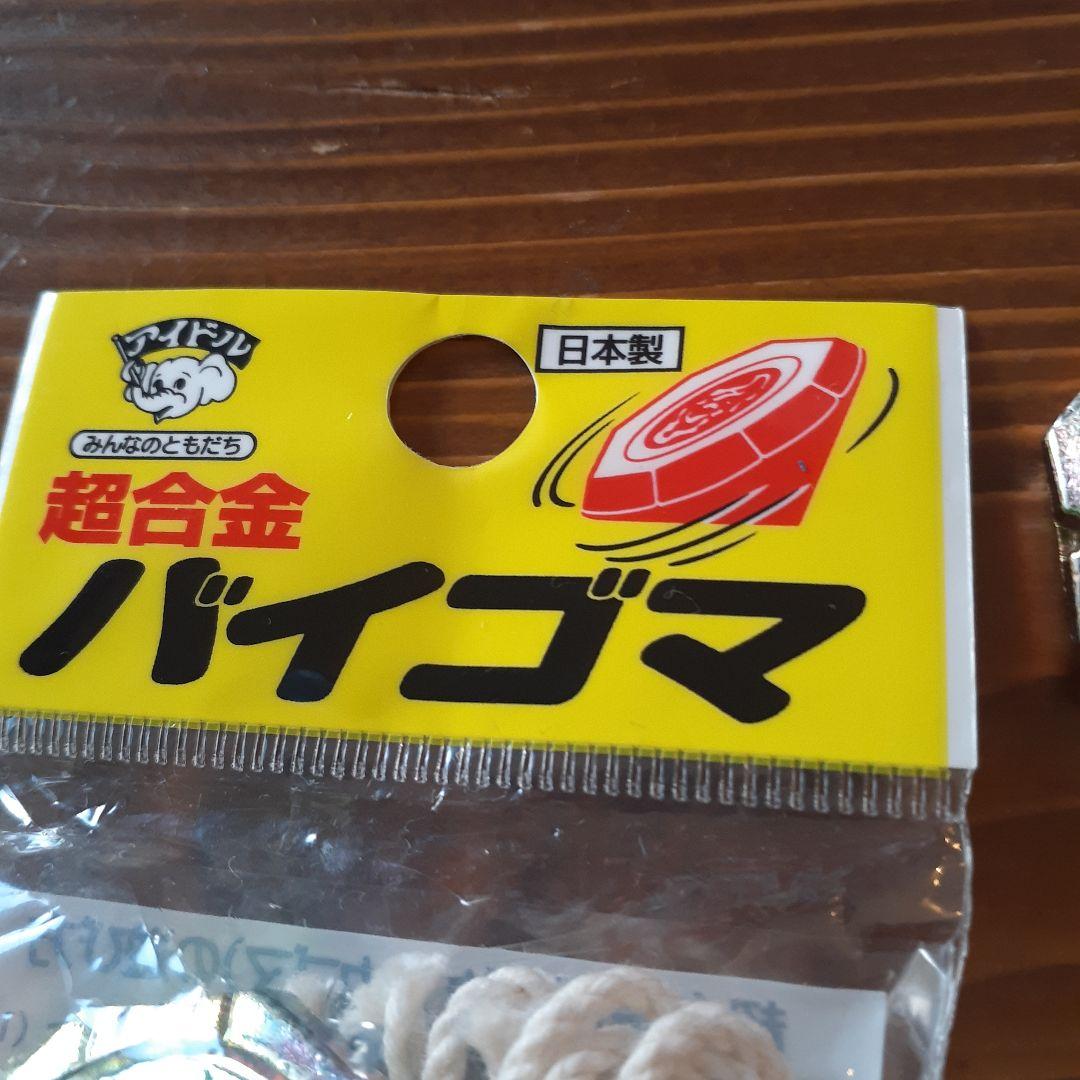 アイドル
みんなのともだち
日本製
超合金
バイゴマ